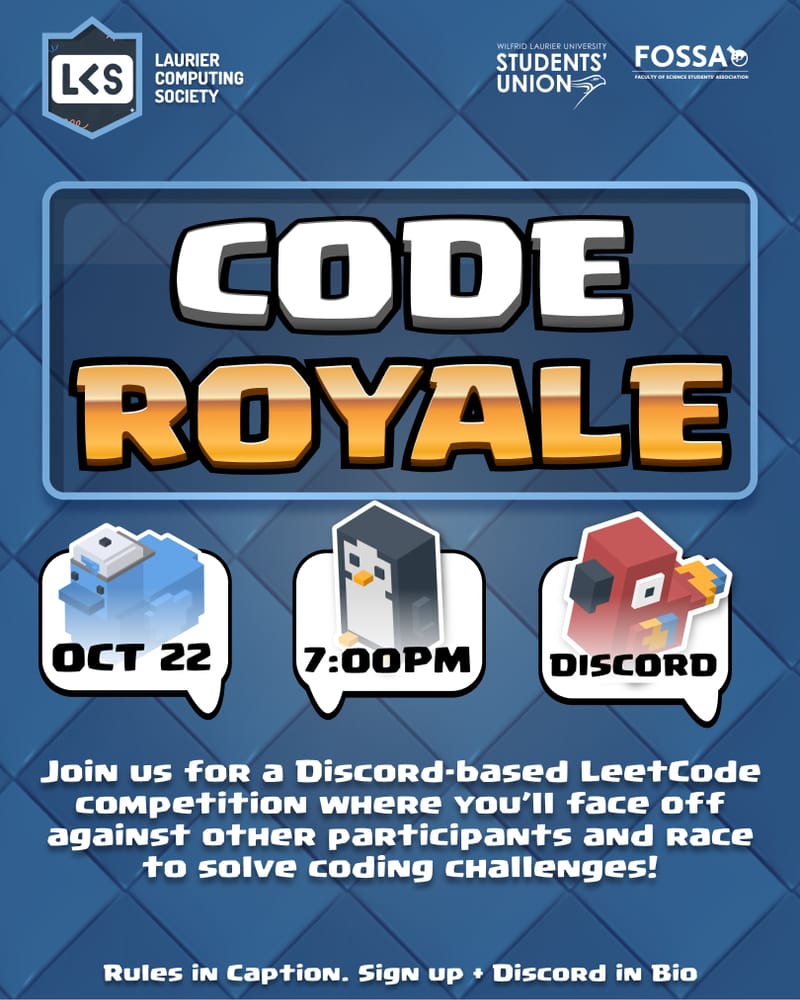 LCS
LAURIER
COMPUTING
SOCIETY
WILFRID LAURIER UNIVERSITY
STUDENTS'
UNION
FOSSA
FACULTY OF SCIENCE STUDENTS' ASSOCIATION
CODE
ROYALE
OCT 22
7:00PM
DISCORD
Join us for a Discord-based LeetCode
competition where you'll face off
against other participants and race
to solve coding challenges!
Rules in Caption. Sign up + Discord in Bio